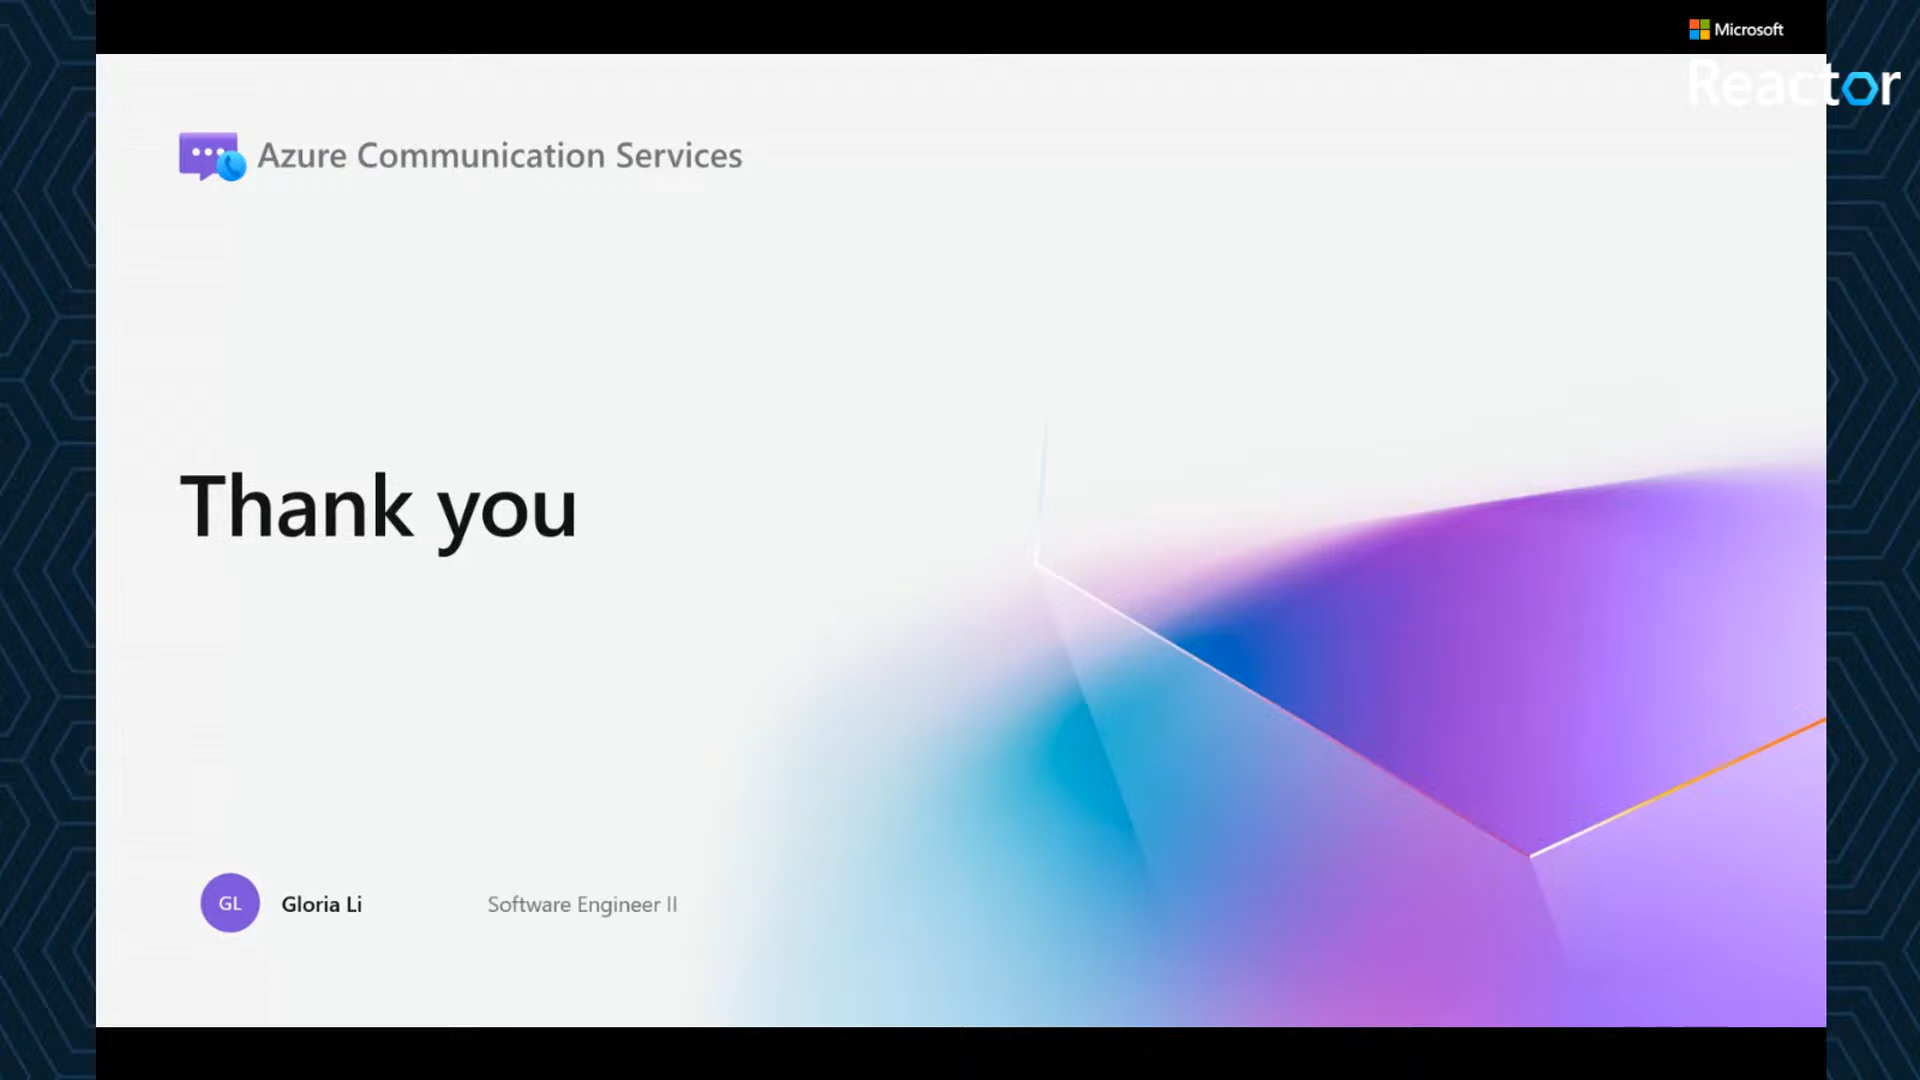 Microsoft
Reactor
Azure Communication Services
Thank you
GL
Gloria Li
Software Engineer II